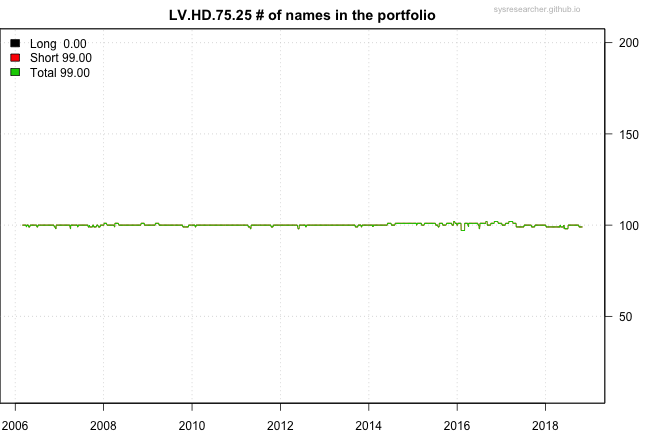 LV.HD.75.25 # of names in the portfolio
sysresearcher.github.io
Long 0.00
Short 99.00
Total 99.00
200
150
100
50
2006 2008 2010 2012 2014 2016 2018